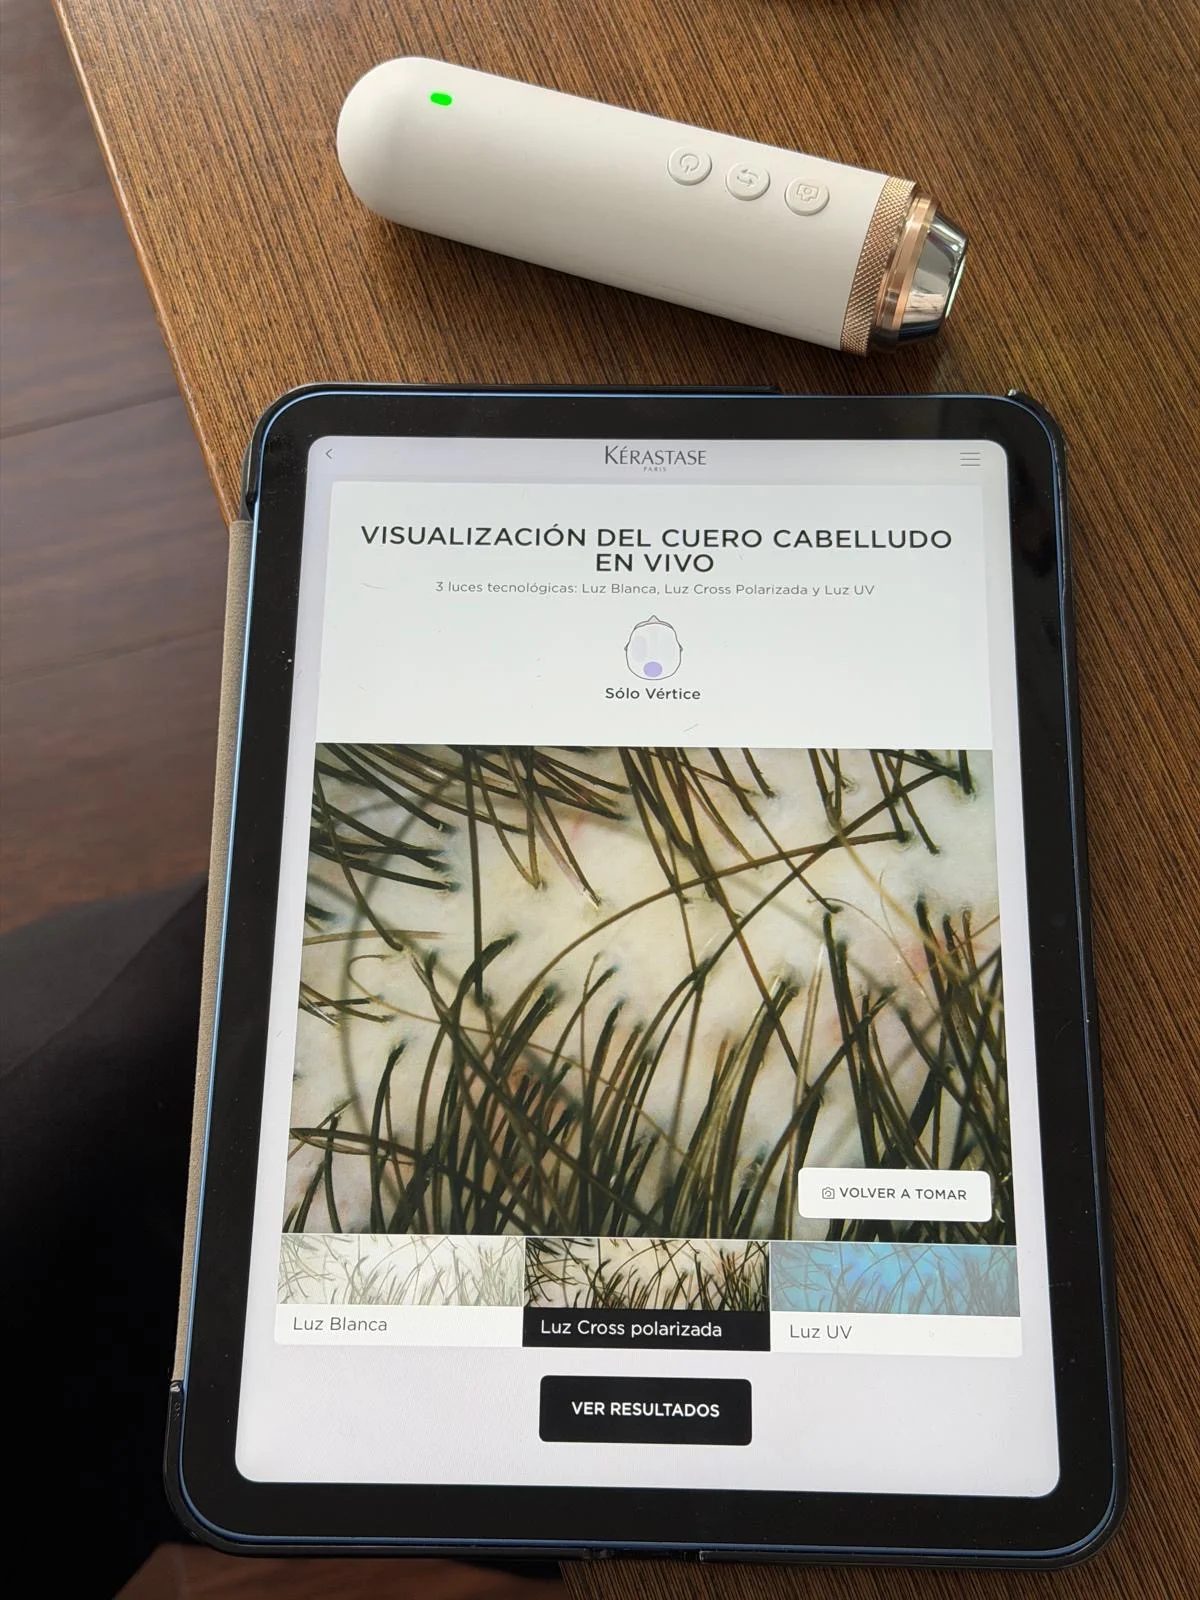 KÉRASTASE
PARIS
VISUALIZACIÓN DEL CUERO CABELLUDO
EN VIVO
3 luces tecnológicas: Luz Blanca, Luz Cross Polarizada y Luz UV
Sólo Vértice
VOLVER A TOMAR
Luz Blanca
Luz Cross polarizada
Luz UV
VER RESULTADOS